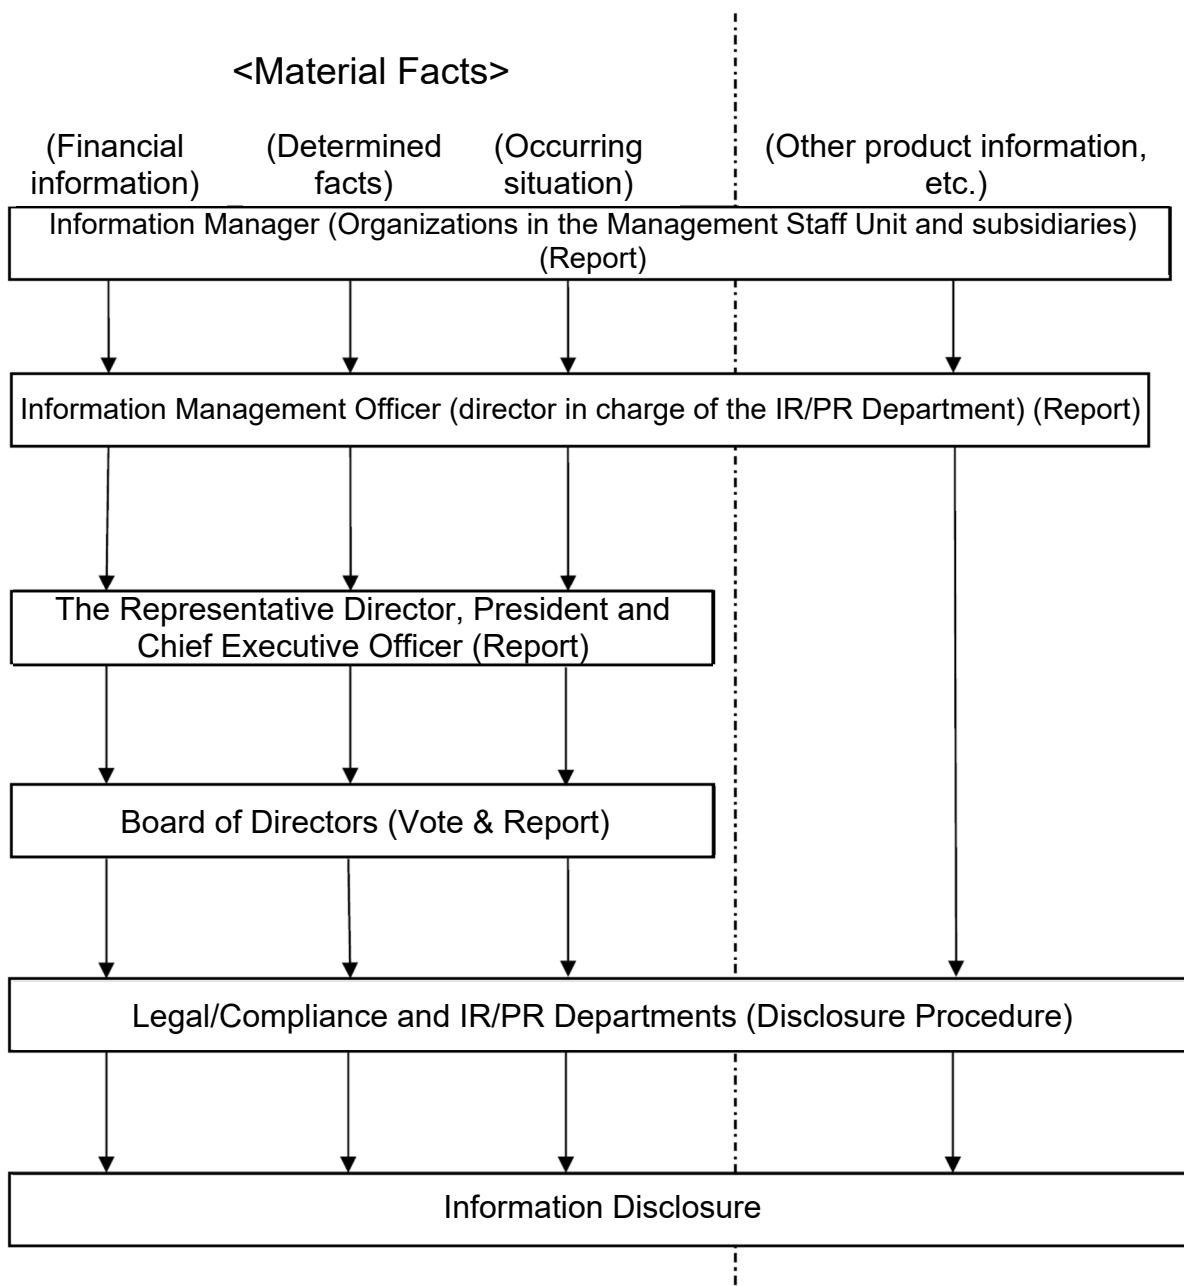 <Material Facts>
(Financial
information)
(Determined
facts)
(Occurring
situation)
(Other product information,
etc.)
Information Manager (Organizations in the Management Staff Unit and subsidiaries)
(Report)
Information Management Officer (director in charge of the IR/PR Department) (Report)
The Representative Director, President and
Chief Executive Officer (Report)
Board of Directors (Vote & Report)
Legal/Compliance and IR/PR Departments (Disclosure Procedure)
Information Disclosure